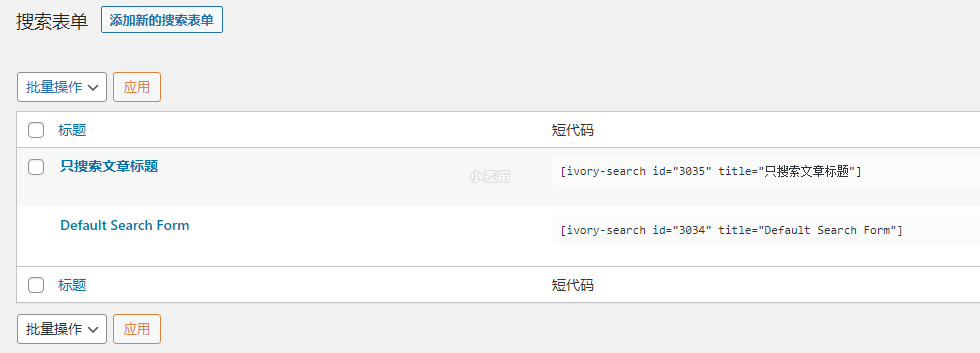 搜索表单 添加新的搜索表单
批量操作 应用
标题 短代码
只搜索文章标题 [ivory-search id="3035" title="只搜索文章标题"]
小麦苗
Default Search Form [ivory-search id="3034" title="Default Search Form"]
标题 短代码
批量操作 应用